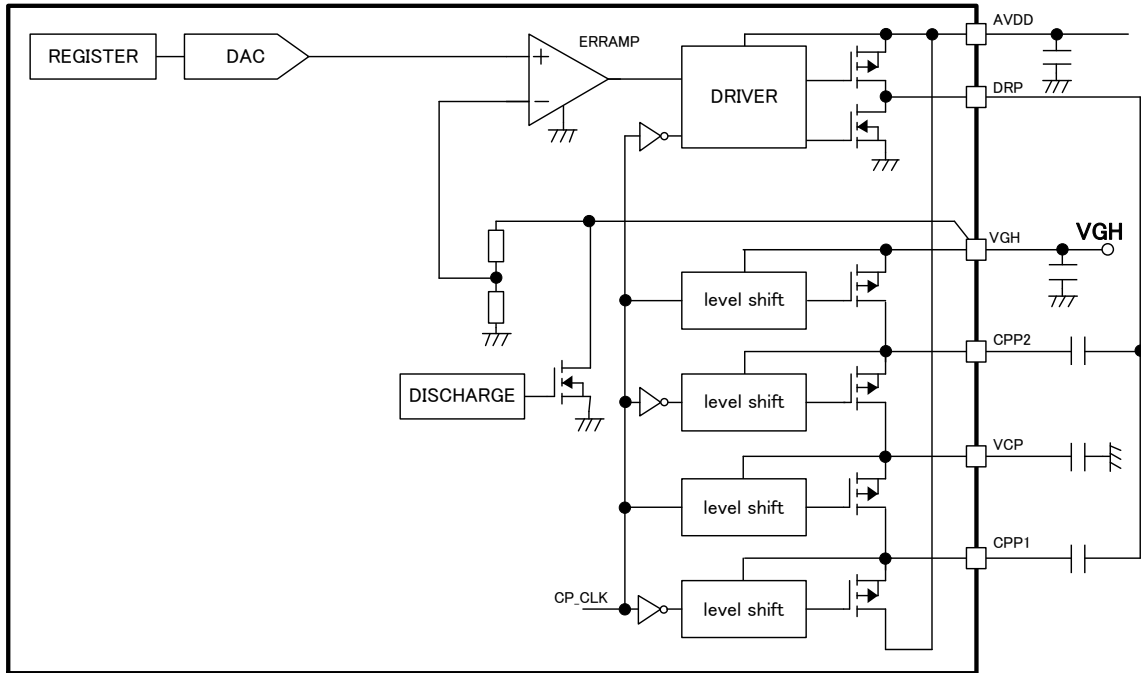 AVDD
REGISTER
DAC
ERRAMP
+
−
DRIVER
DRP
VGH
VGH
level shift
CPP2
DISCHARGE
level shift
VCP
level shift
CPP1
CP_CLK
level shift